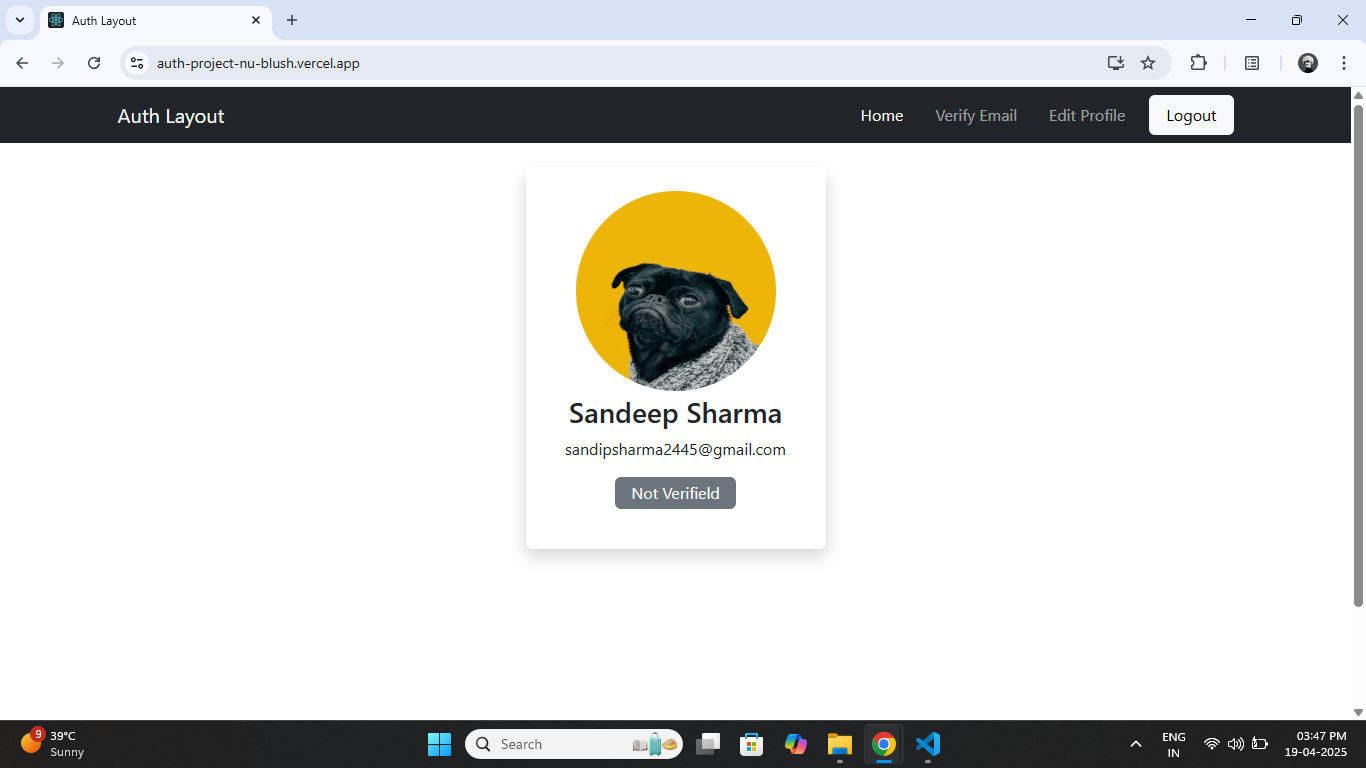 Auth Layout
auth-project-nu-blush.vercel.app
Auth Layout
Home
Verify Email
Edit Profile
Logout
Sandeep Sharma
sandipsharma2445@gmail.com
Not Verifield
9
39°C
Sunny
Search
ENG
IN
03:47 PM
19-04-2025